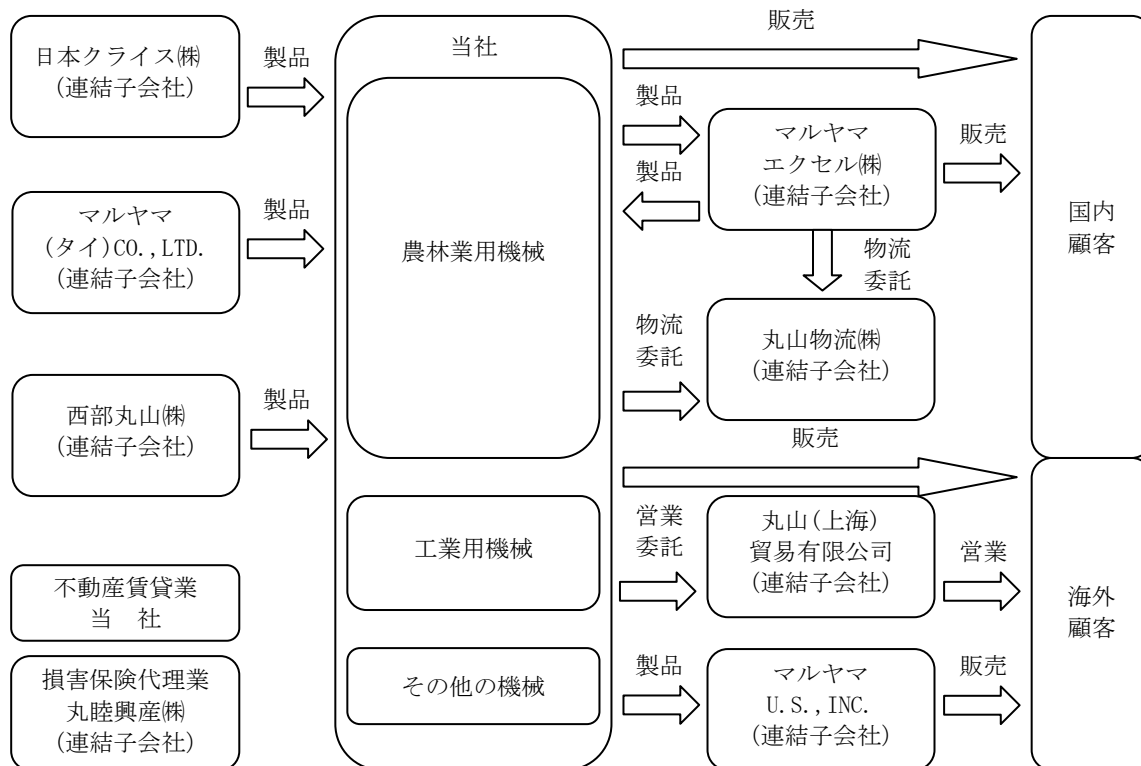 日本クライス㈱
(連結子会社)
製品
マルヤマ
(タイ)CO.,LTD.
(連結子会社)
製品
西部丸山㈱
(連結子会社)
製品
不動産賃貸業
当　社
損害保険代理業
丸睦興産㈱
(連結子会社)
当社
農林業用機械
工業用機械
その他の機械
販売
製品
製品
マルヤマ
エクセル㈱
(連結子会社)
販売
物流
委託
物流
委託
丸山物流㈱
(連結子会社)
販売
営業
委託
丸山(上海)
貿易有限公司
(連結子会社)
営業
製品
マルヤマ
U.S.,INC.
(連結子会社)
販売
国内
顧客
海外
顧客